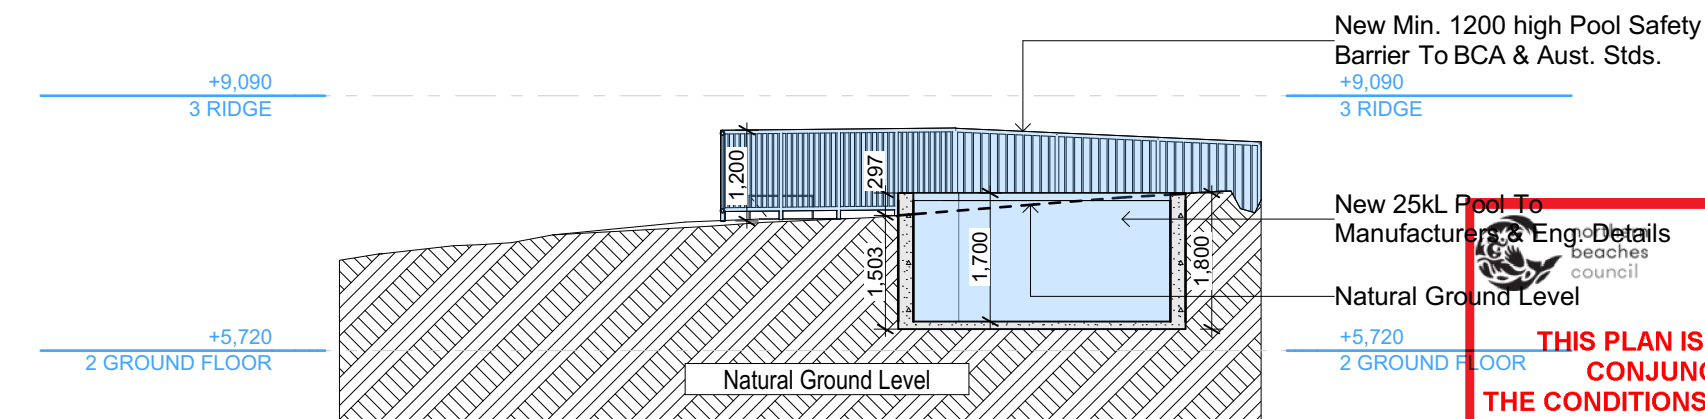 New Min. 1200 high Pool Safety
Barrier To BCA & Aust. Stds.
+9,090
3 RIDGE
+9,090
3 RIDGE
1,200
297
New 25kL Pool To
Manufacturers & Eng. Details
northern
beaches
council
1,503
1,700
1,800
Natural Ground Level
+5,720
2 GROUND FLOOR
+5,720
2 GROUND FLOOR
THIS PLAN IS
CONJUN
THE CONDITIONS
Natural Ground Level